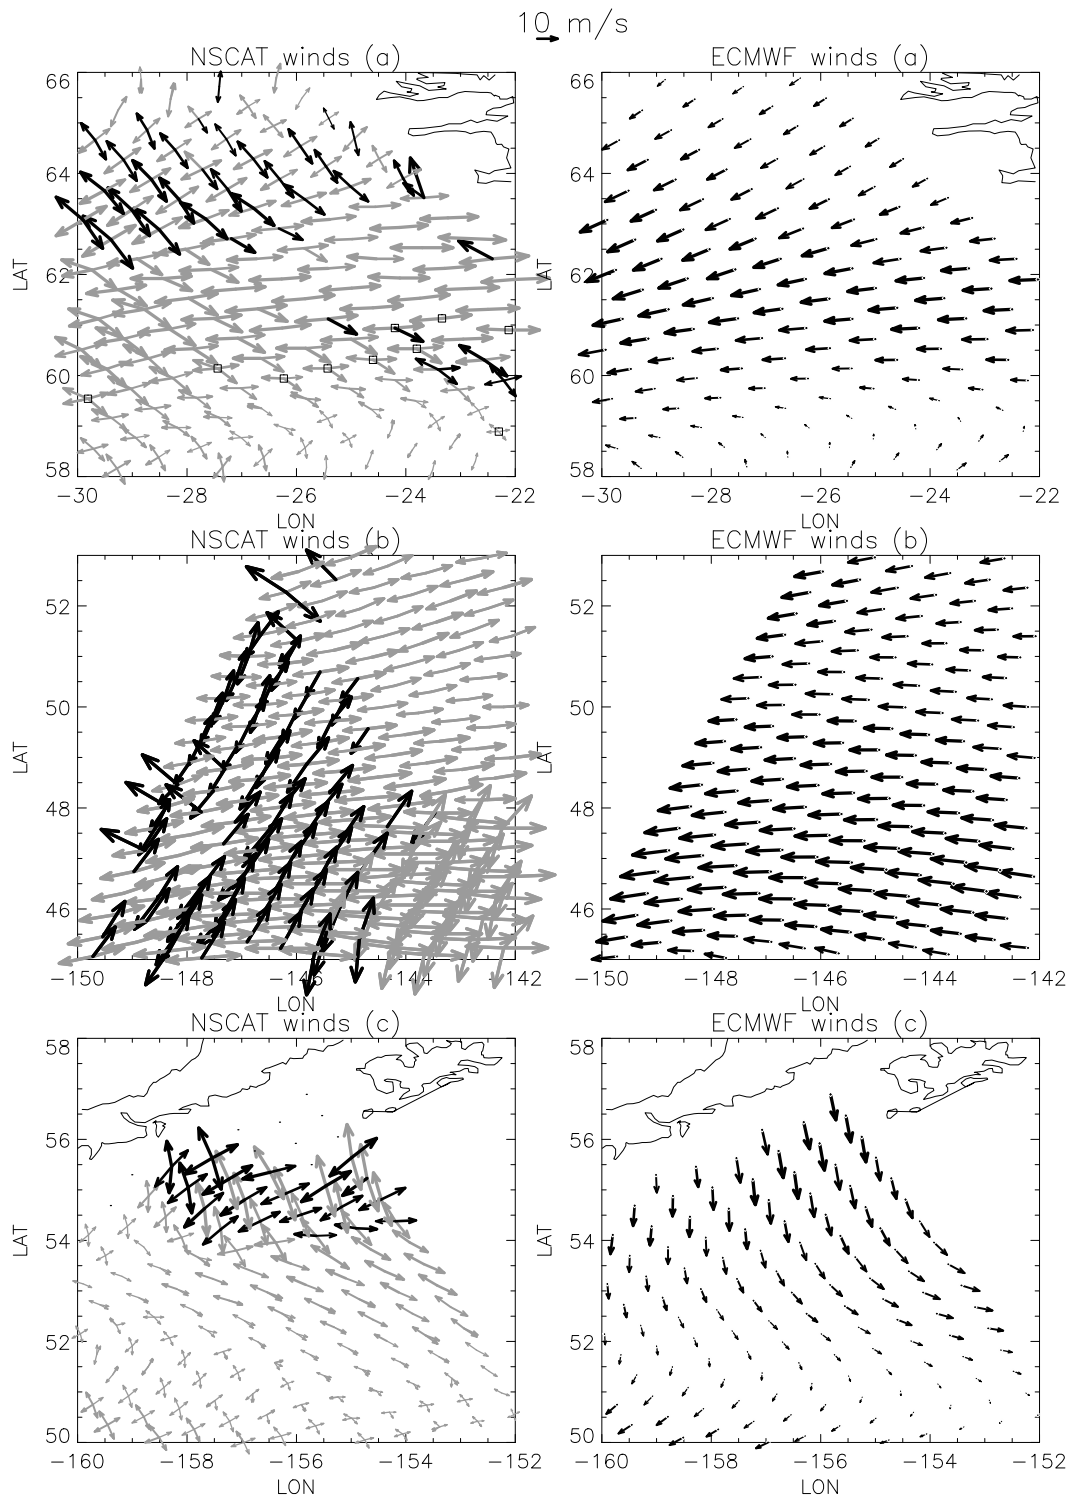 10 m/s
NSCAT winds (a)
ECMWF winds (a)
66
64
62
60
58
LAT
-30 -28 -26 -24 -22
LON
66
64
62
60
58
LAT
-30 -28 -26 -24 -22
LON
NSCAT winds (b)
ECMWF winds (b)
52
50
48
46
LAT
-150 -148 -146 -144 -142
LON
52
50
48
46
LAT
-150 -148 -146 -144 -142
LON
NSCAT winds (c)
ECMWF winds (c)
58
56
54
52
50
LAT
-160 -158 -156 -154 -152
LON
58
56
54
52
50
LAT
-160 -158 -156 -154 -152
LON